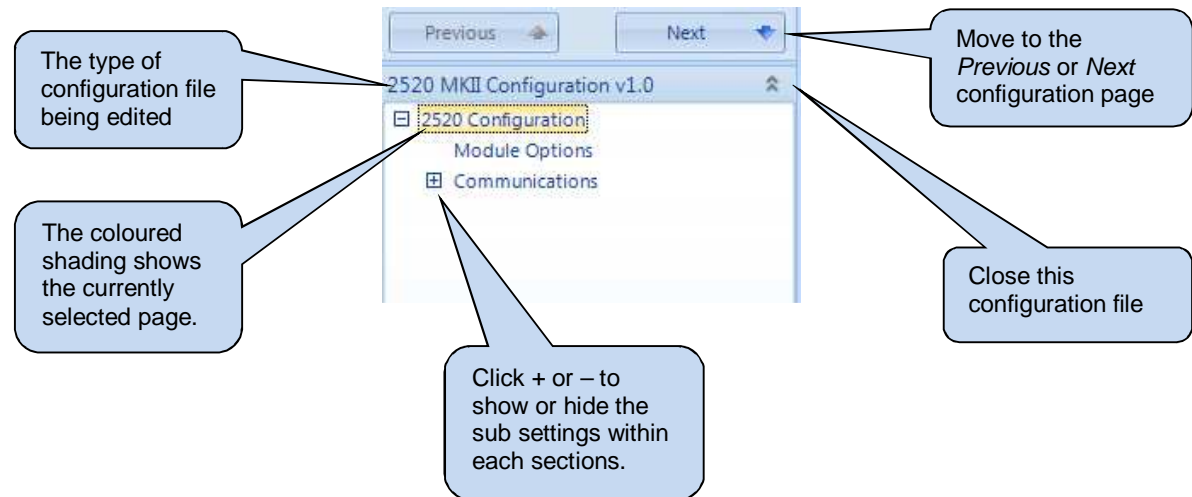 Previous
Next
2520 MKII Configuration v1.0
2520 Configuration
Module Options
Communications
The type of
configuration file
being edited
Move to the
Previous or Next
configuration page
The coloured
shading shows
the currently
selected page.
Close this
configuration file
Click + or – to
show or hide the
sub settings within
each sections.